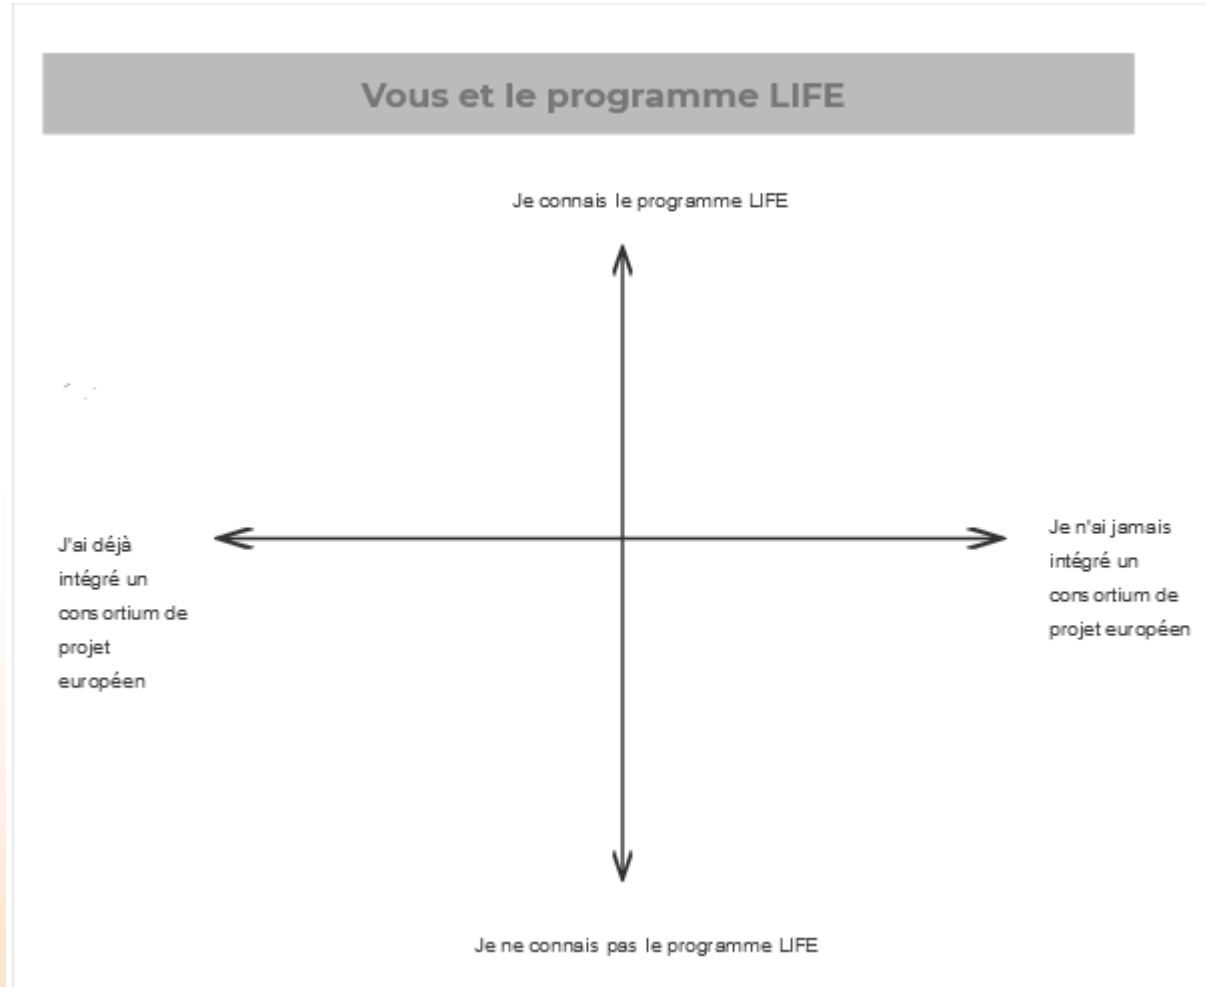 Vous et le programme LIFE
Je connais le programme LIFE
J'ai déjà
intégré un
consortium de
projet
européen
Je n'ai jamais
intégré un
consortium de
projet européen
Je ne connais pas le programme LIFE